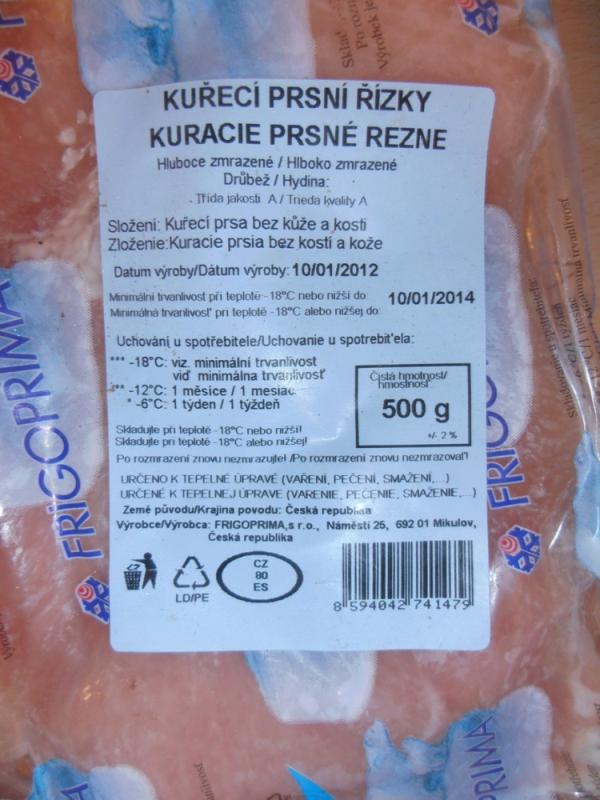 KUŘECÍ PRSNÍ ŘÍZKY
KURACIE PRSNÉ REZNE
Hluboce zmrazené / Hlboko zmrazené
Drůbež / Hydina:
Třída jakosti A / Trieda kvality A
Složení: Kuřecí prsa bez kůže a kosti
Zloženie:Kuracie prsia bez kostí a kože
Datum výroby/Dátum výroby: 10/01/2012
Minimální trvanlivost při teplotě -18°C nebo nižší do: 10/01/2014
Minimálná trvanlivosť pri teplotě -18°C alebo nižšej do:
Uchování u spotřebitele/Uchovanie u spotrebiť'ela:
*** -18°C: viz. minimální trvanlivost
viď minimálna trvanlivosť
** -12°C: 1 měsíce / 1 mesiac
* -6°C: 1 týden / 1 týždeň
Čistá hmotnost/
hmostnosť
500 g
+/- 2 %
Skladujte při teplotě -18°C nebo nižší!
Skladujte pri teplotě -18°C alebo nižšej!
Po rozmrazení znovu nezmrazujte! /Po rozmrazení znovu nezmrazovať!
URČENO K TEPELNÉ ÚPRAVĚ (VAŘENÍ, PEČENÍ, SMAŽENÍ,...)
URČENÉ K TEPELNEJ ÚPRAVE (VARENIE, PEČENIE, SMAŽENIE,...)
Země původu/Krajina povodu: Česká republika
Výrobce/Výrobca: FRIGOPRIMA,s r.o., Náměstí 25, 692 01 Mikulov,
Česká republika
LD/PE
CZ
80
ES
8 594042 741479
FRIGOPRIMA
FRIGO
RIMA